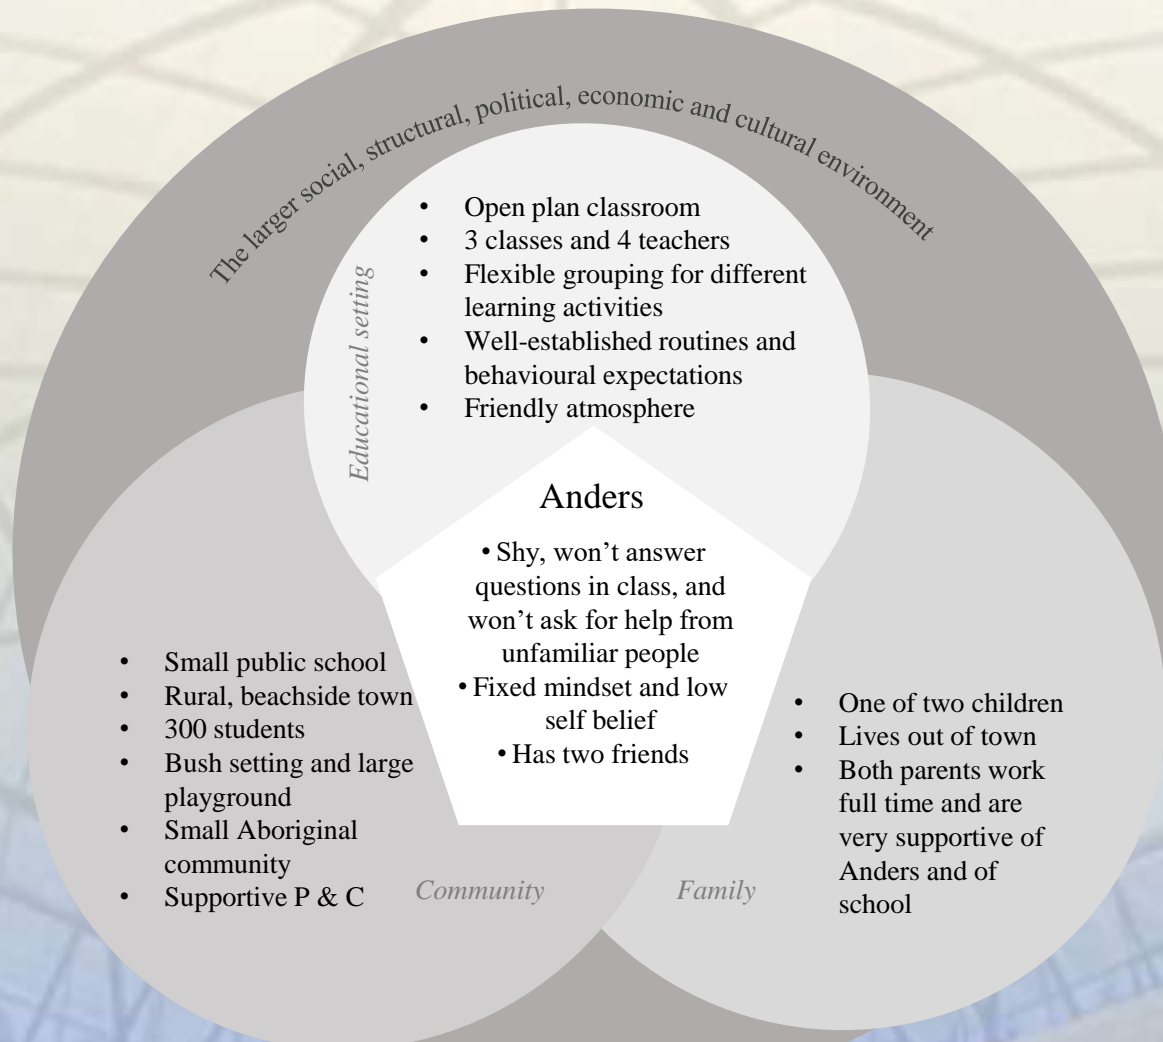 The larger social, structural, political, economic and cultural environment
Educational setting
• Open plan classroom
• 3 classes and 4 teachers
• Flexible grouping for different
learning activities
• Well-established routines and
behavioural expectations
• Friendly atmosphere
Anders
• Shy, won’t answer
questions in class, and
won’t ask for help from
unfamiliar people
• Fixed mindset and low
self belief
• Has two friends
• Small public school
• Rural, beachside town
• 300 students
• Bush setting and large
playground
• Small Aboriginal
community
• Supportive P & C
Community
Family
• One of two children
• Lives out of town
• Both parents work
full time and are
very supportive of
Anders and of
school